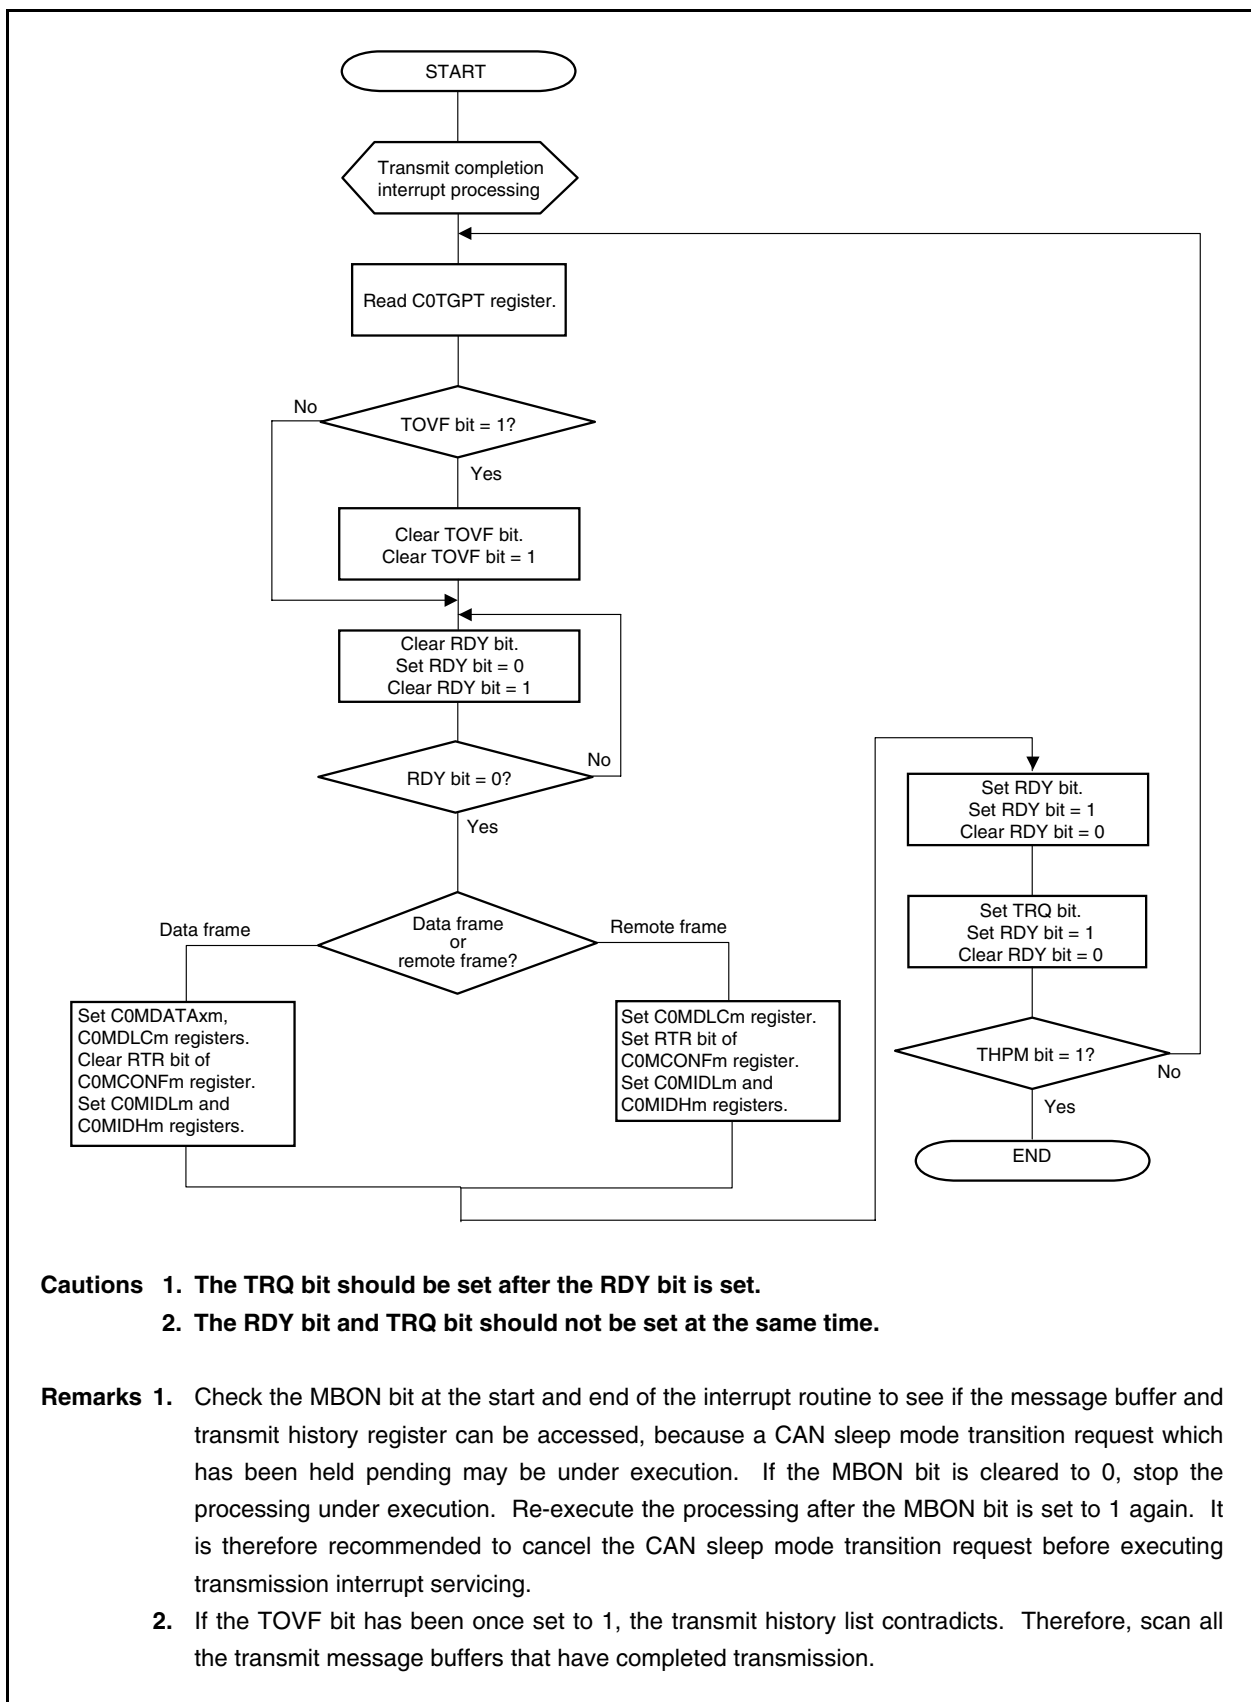 START
Transmit completion
interrupt processing
Read C0TGPT register.
No
TOVF bit = 1?
Yes
Clear TOVF bit.
Clear TOVF bit = 1
Clear RDY bit.
Set RDY bit = 0
Clear RDY bit = 1
RDY bit = 0?
No
Yes
Data frame
Data frame
or
remote frame?
Remote frame
Set C0MDATAxm,
C0MDLCm registers.
Clear RTR bit of
C0MCONFm register.
Set C0MIDLm and
C0MIDHm registers.
Set C0MDLCm register.
Set RTR bit of
C0MCONFm register.
Set C0MIDLm and
C0MIDHm registers.
Set RDY bit.
Set RDY bit = 1
Clear RDY bit = 0
Set TRQ bit.
Set RDY bit = 1
Clear RDY bit = 0
THPM bit = 1?
No
Yes
END
Cautions 1. The TRQ bit should be set after the RDY bit is set.
2. The RDY bit and TRQ bit should not be set at the same time.
Remarks 1. Check the MBON bit at the start and end of the interrupt routine to see if the message buffer and
transmit history register can be accessed, because a CAN sleep mode transition request which
has been held pending may be under execution. If the MBON bit is cleared to 0, stop the
processing under execution. Re-execute the processing after the MBON bit is set to 1 again. It
is therefore recommended to cancel the CAN sleep mode transition request before executing
transmission interrupt servicing.
2. If the TOVF bit has been once set to 1, the transmit history list contradicts. Therefore, scan all
the transmit message buffers that have completed transmission.